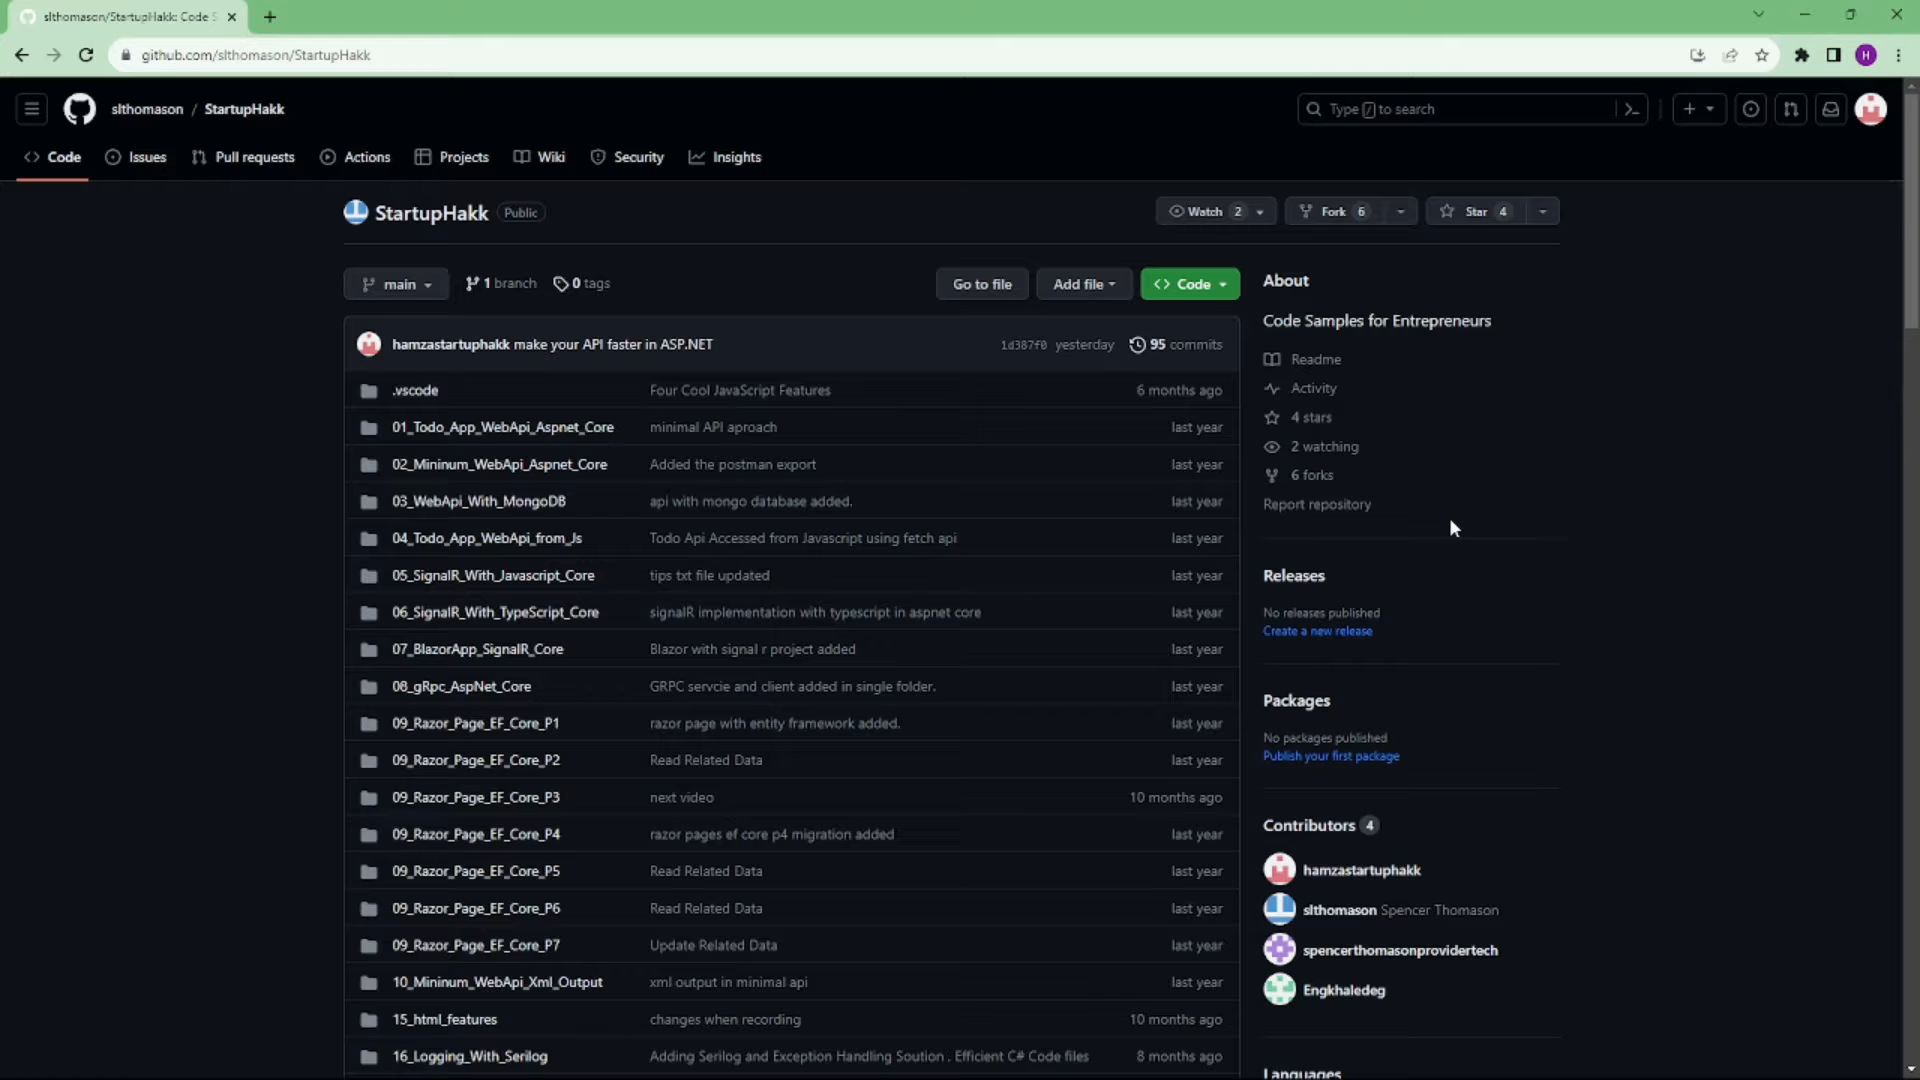 slthomason/StartupHakk: Code S
github.com/slthomason/StartupHakk
H
slthomason / StartupHakk
Type / to search
Code Issues Pull requests Actions Projects Wiki Security Insights
StartupHakk Public
Watch 2 Fork 6 Star 4
main 1 branch 0 tags Go to file Add file Code
hamzastartuphakk make your API faster in ASP.NET 1d387f0 yesterday 95 commits
.vscode Four Cool JavaScript Features 6 months ago
01_Todo_App_WebApi_Aspnet_Core minimal API aproach last year
02_Mininum_WebApi_Aspnet_Core Added the postman export last year
03_WebApi_With_MongoDB api with mongo database added. last year
04_Todo_App_WebApi_from_Js Todo Api Accessed from Javascript using fetch api last year
05_SignalR_With_Javascript_Core tips txt file updated last year
06_SignalR_With_TypeScript_Core signalR implementation with typescript in aspnet core last year
07_BlazorApp_SignalR_Core Blazor with signal r project added last year
08_gRpc_AspNet_Core GRPC servcie and client added in single folder. last year
09_Razor_Page_EF_Core_P1 razor page with entity framework added. last year
09_Razor_Page_EF_Core_P2 Read Related Data last year
09_Razor_Page_EF_Core_P3 next video 10 months ago
09_Razor_Page_EF_Core_P4 razor pages ef core p4 migration added last year
09_Razor_Page_EF_Core_P5 Read Related Data last year
09_Razor_Page_EF_Core_P6 Read Related Data last year
09_Razor_Page_EF_Core_P7 Update Related Data last year
10_Mininum_WebApi_Xml_Output xml output in minimal api last year
15_html_features changes when recording 10 months ago
16_Logging_With_Serilog Adding Serilog and Exception Handling Soution . Efficient C# Code files 8 months ago
About
Code Samples for Entrepreneurs
Readme
Activity
4 stars
2 watching
6 forks
Report repository
Releases
No releases published
Create a new release
Packages
No packages published
Publish your first package
Contributors 4
hamzastartuphakk
slthomason Spencer Thomason
spencerthomasonprovidertech
Engkhaledeg
Languages